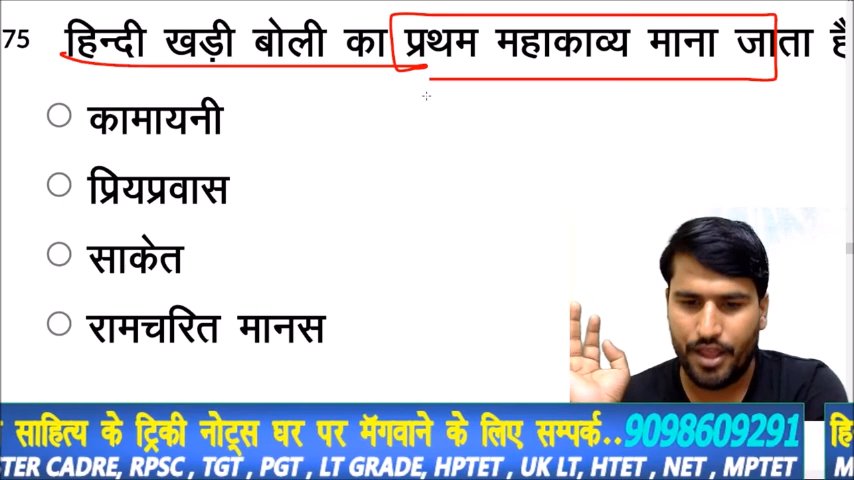 75 हिन्दी खड़ी बोली का प्रथम महाकाव्य माना जाता है
कामायनी
प्रियप्रवास
साकेत
रामचरित मानस
साहित्य के ट्रिकी नोट्स घर पर मँगवाने के लिए सम्पर्क..9098609291 हि
TER CADRE, RPSC , TGT , PGT , LT GRADE, HPTET , UK LT, HTET , NET , MPTET M